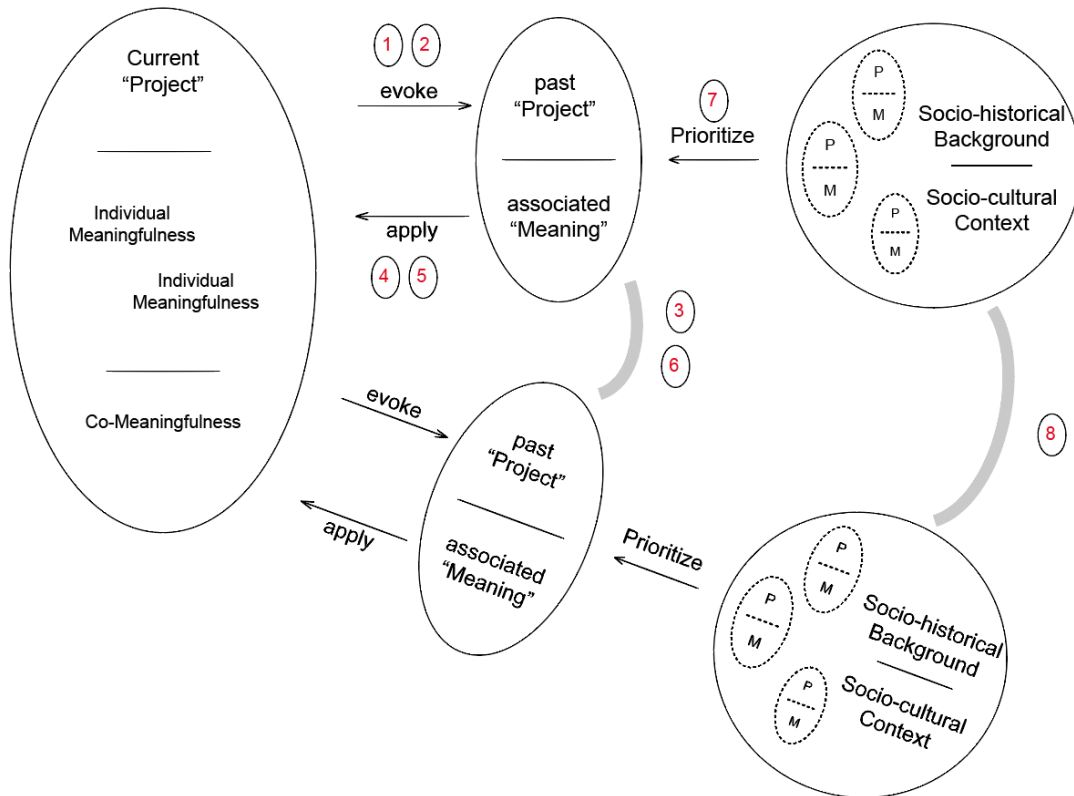 Current
“Project”
Individual
Meaningfulness
Individual
Meaningfulness
Co-Meaningfulness
1 2
evoke
apply
4 5
past
“Project”
associated
“Meaning”
7
Prioritize
P
M
P
M
P
M
Socio-historical
Background
Socio-cultural
Context
3
6
8
evoke
apply
past
“Project”
associated
“Meaning”
Prioritize
P
M
P
M
P
M
Socio-historical
Background
Socio-cultural
Context